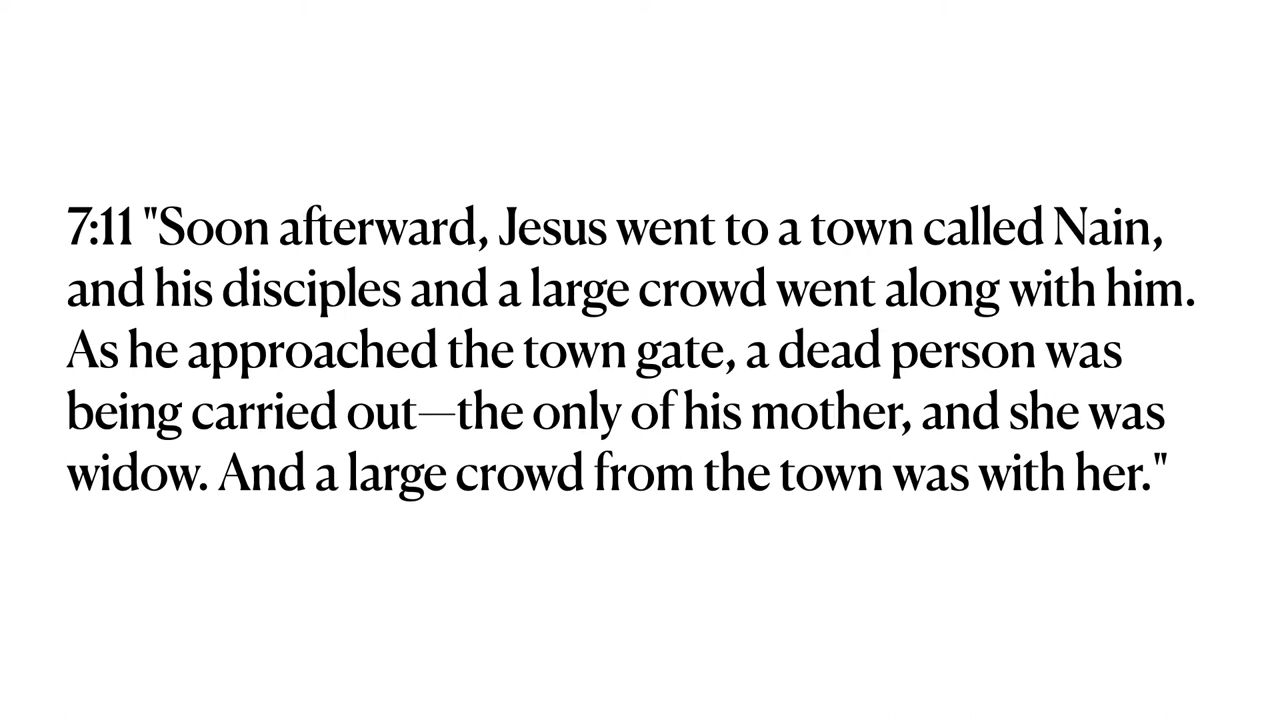 7:11 "Soon afterward, Jesus went to a town called Nain,
and his disciples and a large crowd went along with him.
As he approached the town gate, a dead person was
being carried out—the only of his mother, and she was
widow. And a large crowd from the town was with her."